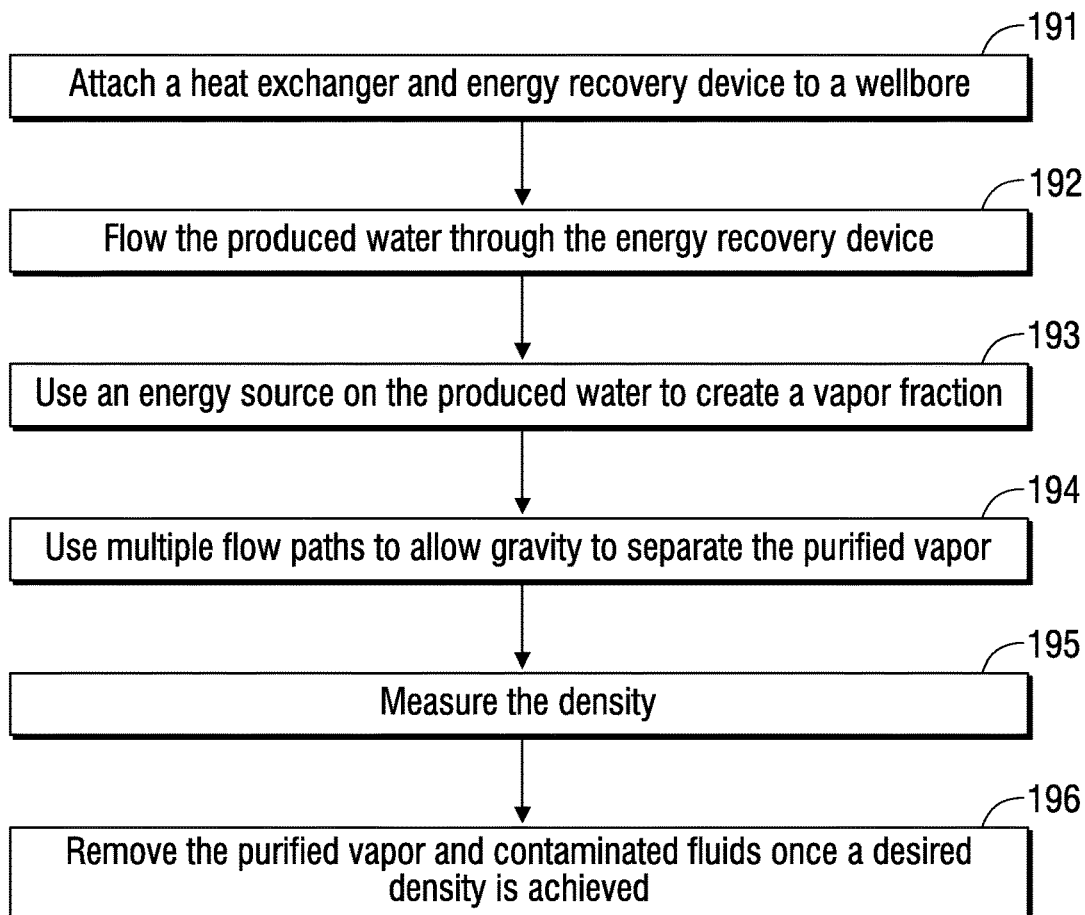 191
Attach a heat exchanger and energy recovery device to a wellbore
192
Flow the produced water through the energy recovery device
193
Use an energy source on the produced water to create a vapor fraction
194
Use multiple flow paths to allow gravity to separate the purified vapor
195
Measure the density
196
Remove the purified vapor and contaminated fluids once a desired
density is achieved